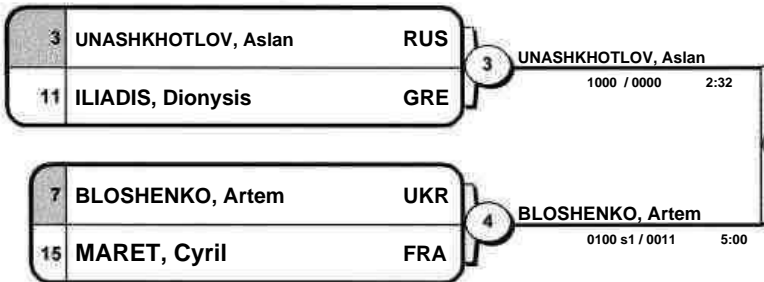 3 UNASHKHOTLOV, Aslan RUS
11 ILIADIS, Dionysis GRE
3
UNASHKHOTLOV, Aslan
1000 / 0000 2:32
7 BLOSHENKO, Artem UKR
15 MARET, Cyril FRA
4
BLOSHENKO, Artem
0100 s1 / 0011 5:00